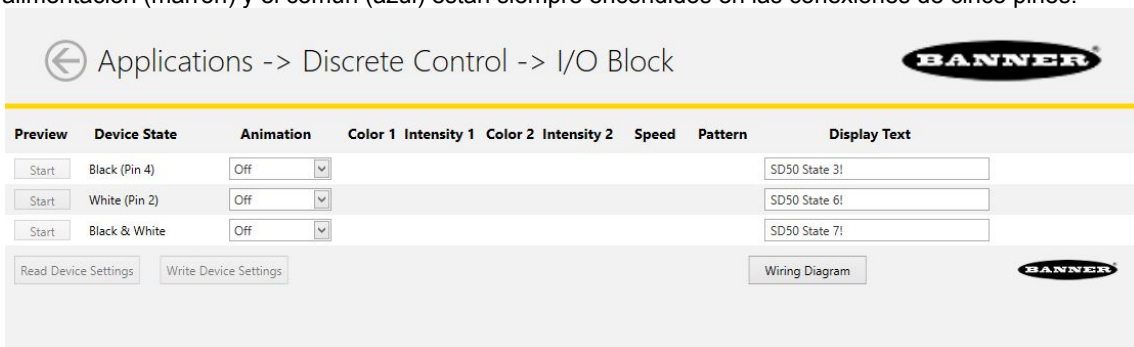 alimentación (marrón) y el común (azul) están siempre encendidos en las conexiones de cinco pines.
Applications -> Discrete Control -> I/O Block
BANNER
Preview Device State Animation Color 1 Intensity 1 Color 2 Intensity 2 Speed Pattern Display Text
Start Black (Pin 4) Off SD50 State 3!
Start White (Pin 2) Off SD50 State 6!
Start Black & White Off SD50 State 7!
Read Device Settings Write Device Settings Wiring Diagram BANNER